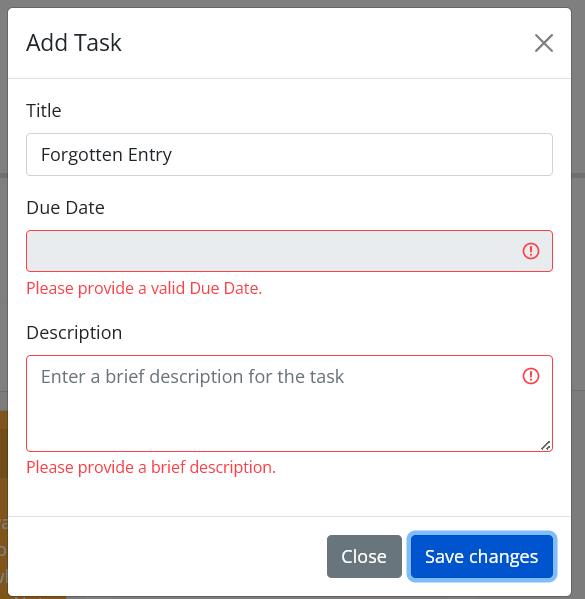 Add Task
Title
Forgotten Entry
Due Date
Please provide a valid Due Date.
Description
Enter a brief description for the task
Please provide a brief description.
Close
Save changes